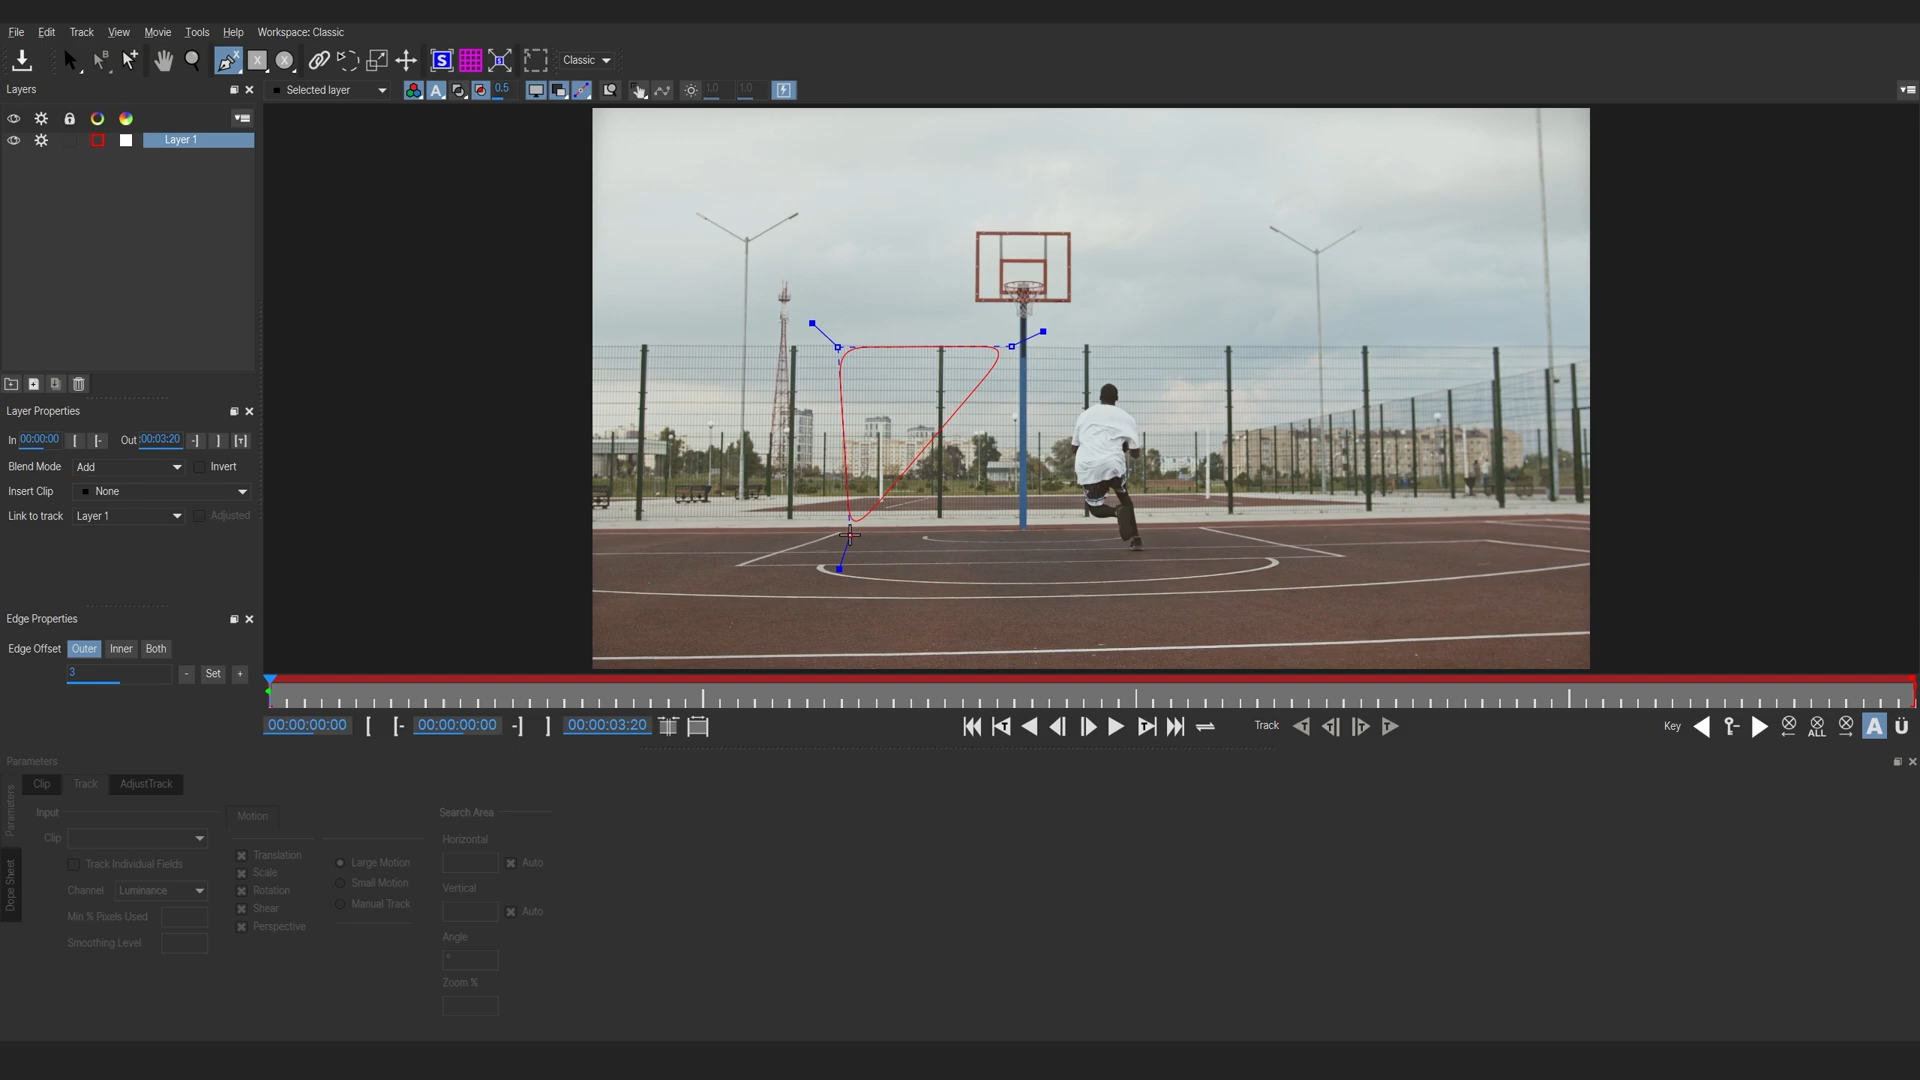 File Edit Track View Movie Tools Help Workspace: Classic
Classic
Layers
Selected layer
0.5
1.0
1.0
Layer 1
Layer Properties
In 00:00:00 Out :00:03:20
Blend Mode Add Invert
Insert Clip None
Link to track Layer 1 Adjusted
Edge Properties
Edge Offset Outer Inner Both
3 - Set +
00:00:00:00 00:00:00:00 00:00:03:20 Track Key ALL A Ü
Parameters
Clip Track AdjustTrack
Parameters
Dope Sheet
Input
Clip
Track Individual Fields
Channel Luminance
Min % Pixels Used
Smoothing Level
Motion
Translation
Scale
Rotation
Shear
Perspective
Large Motion
Small Motion
Manual Track
Search Area
Horizontal
Auto
Vertical
Auto
Angle
°
Zoom %